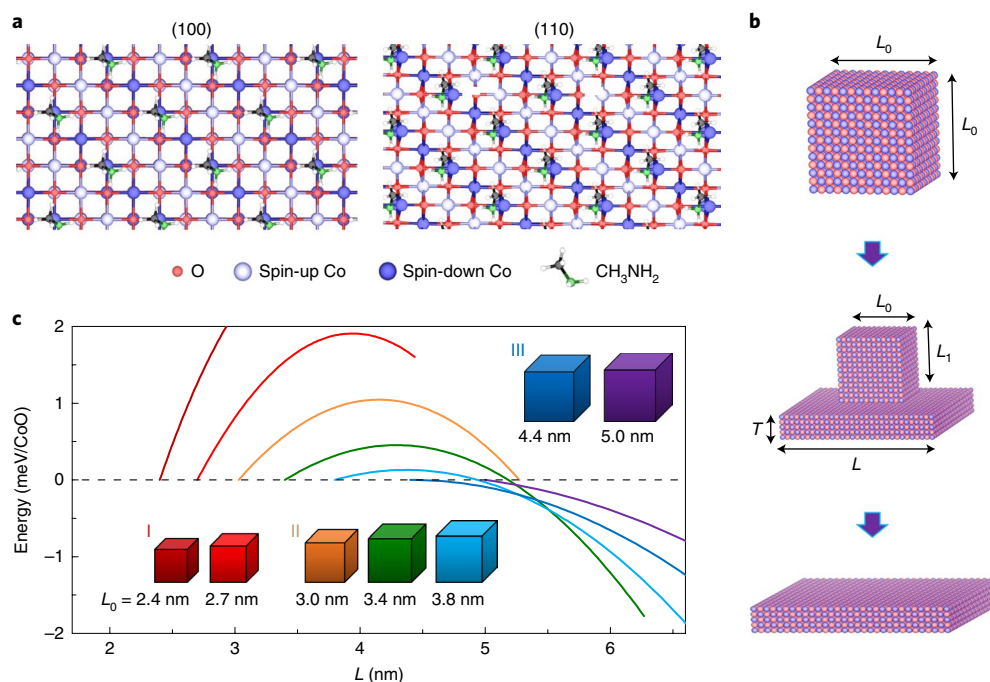 a
(100)
(110)
O
Spin-up Co
Spin-down Co
CH₃NH₂
b
L₀
L₀
L₀
L₁
T
L
c
Energy (meV/CoO)
2
1
0
−1
−2
2
3
4
5
6
L (nm)
I
L₀ = 2.4 nm
2.7 nm
II
3.0 nm
3.4 nm
3.8 nm
III
4.4 nm
5.0 nm